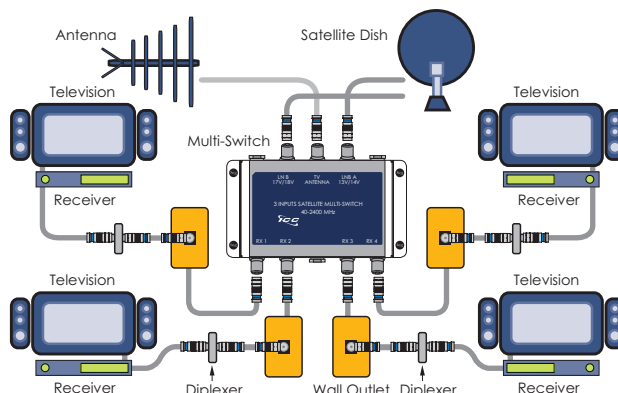 Antenna
Satellite Dish
Television
Television
Multi-Switch
LN B
17V/18V
TV
ANTENNA
LNB A
13V/14V
Receiver
Receiver
3 INPUTS SATELLITE MULTI-SWITCH
40-2400 MHz
ICC
RX 1
RX 2
RX 3
RX 4
Television
Television
Receiver
Diplexer
Wall Outlet
Diplexer
Receiver